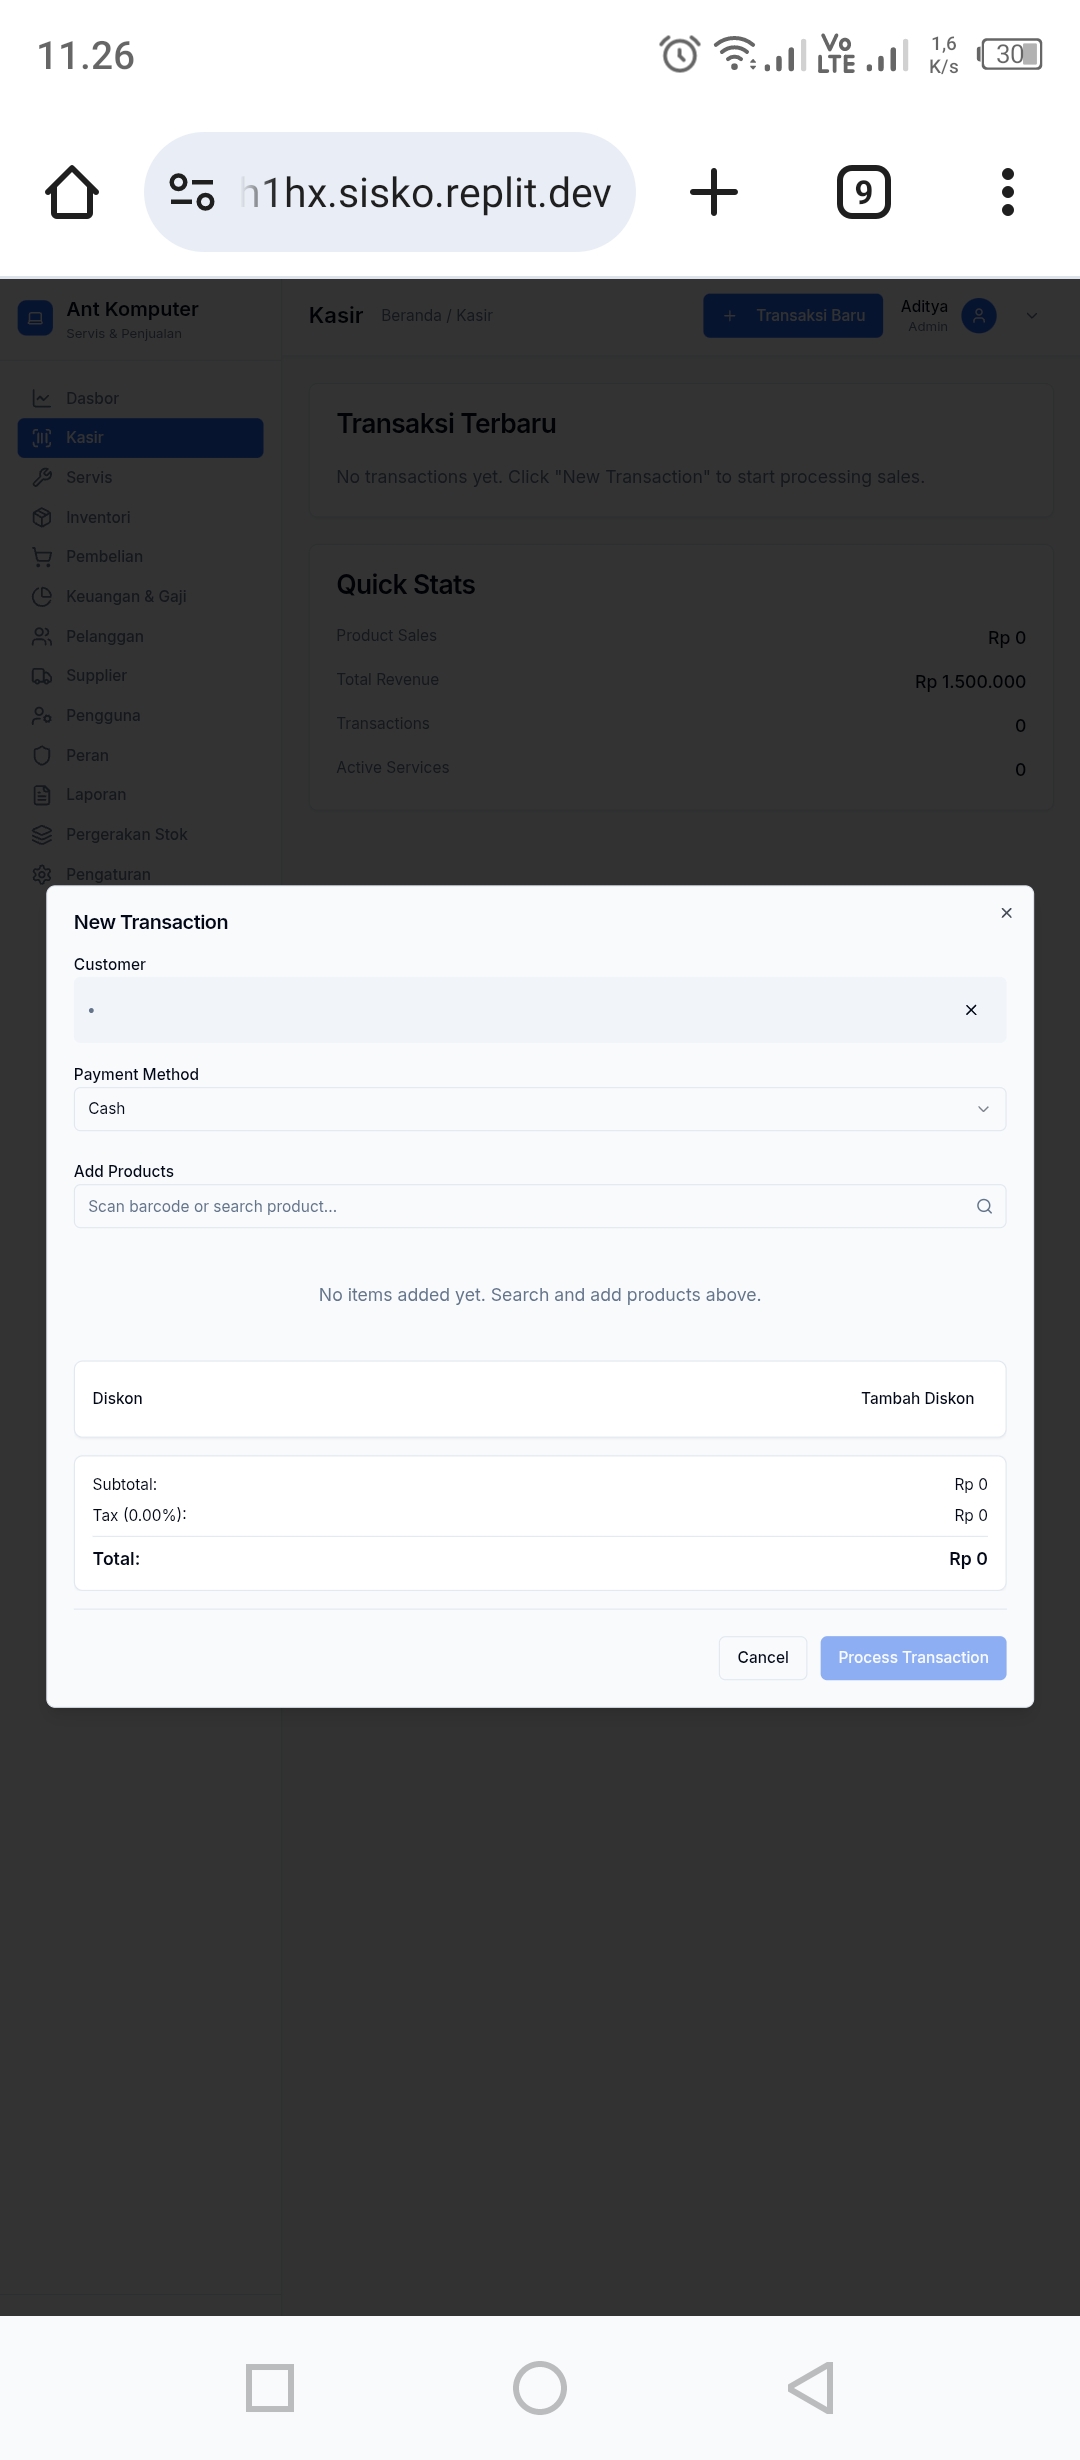 11.26
Vo LTE
1,6 K/s
30
h1hx.sisko.replit.dev
9
Ant Komputer
Servis & Penjualan
Kasir
Beranda / Kasir
+ Transaksi Baru
Aditya
Admin
Dasbor
Kasir
Servis
Inventori
Pembelian
Keuangan & Gaji
Pelanggan
Supplier
Pengguna
Peran
Laporan
Pergerakan Stok
Pengaturan
Transaksi Terbaru
No transactions yet. Click "New Transaction" to start processing sales.
Quick Stats
Product Sales Rp 0
Total Revenue Rp 1.500.000
Transactions 0
Active Services 0
New Transaction
Customer
•
Payment Method
Cash
Add Products
Scan barcode or search product...
No items added yet. Search and add products above.
Diskon Tambah Diskon
Subtotal: Rp 0
Tax (0.00%): Rp 0
Total: Rp 0
Cancel Process Transaction